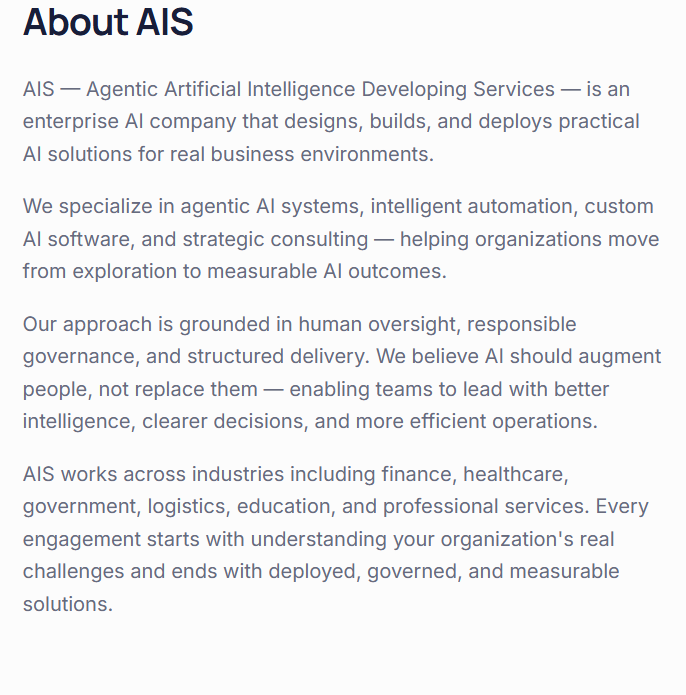 About AIS
AIS — Agentic Artificial Intelligence Developing Services — is an
enterprise AI company that designs, builds, and deploys practical
AI solutions for real business environments.
We specialize in agentic AI systems, intelligent automation, custom
AI software, and strategic consulting — helping organizations move
from exploration to measurable AI outcomes.
Our approach is grounded in human oversight, responsible
governance, and structured delivery. We believe AI should augment
people, not replace them — enabling teams to lead with better
intelligence, clearer decisions, and more efficient operations.
AIS works across industries including finance, healthcare,
government, logistics, education, and professional services. Every
engagement starts with understanding your organization's real
challenges and ends with deployed, governed, and measurable
solutions.